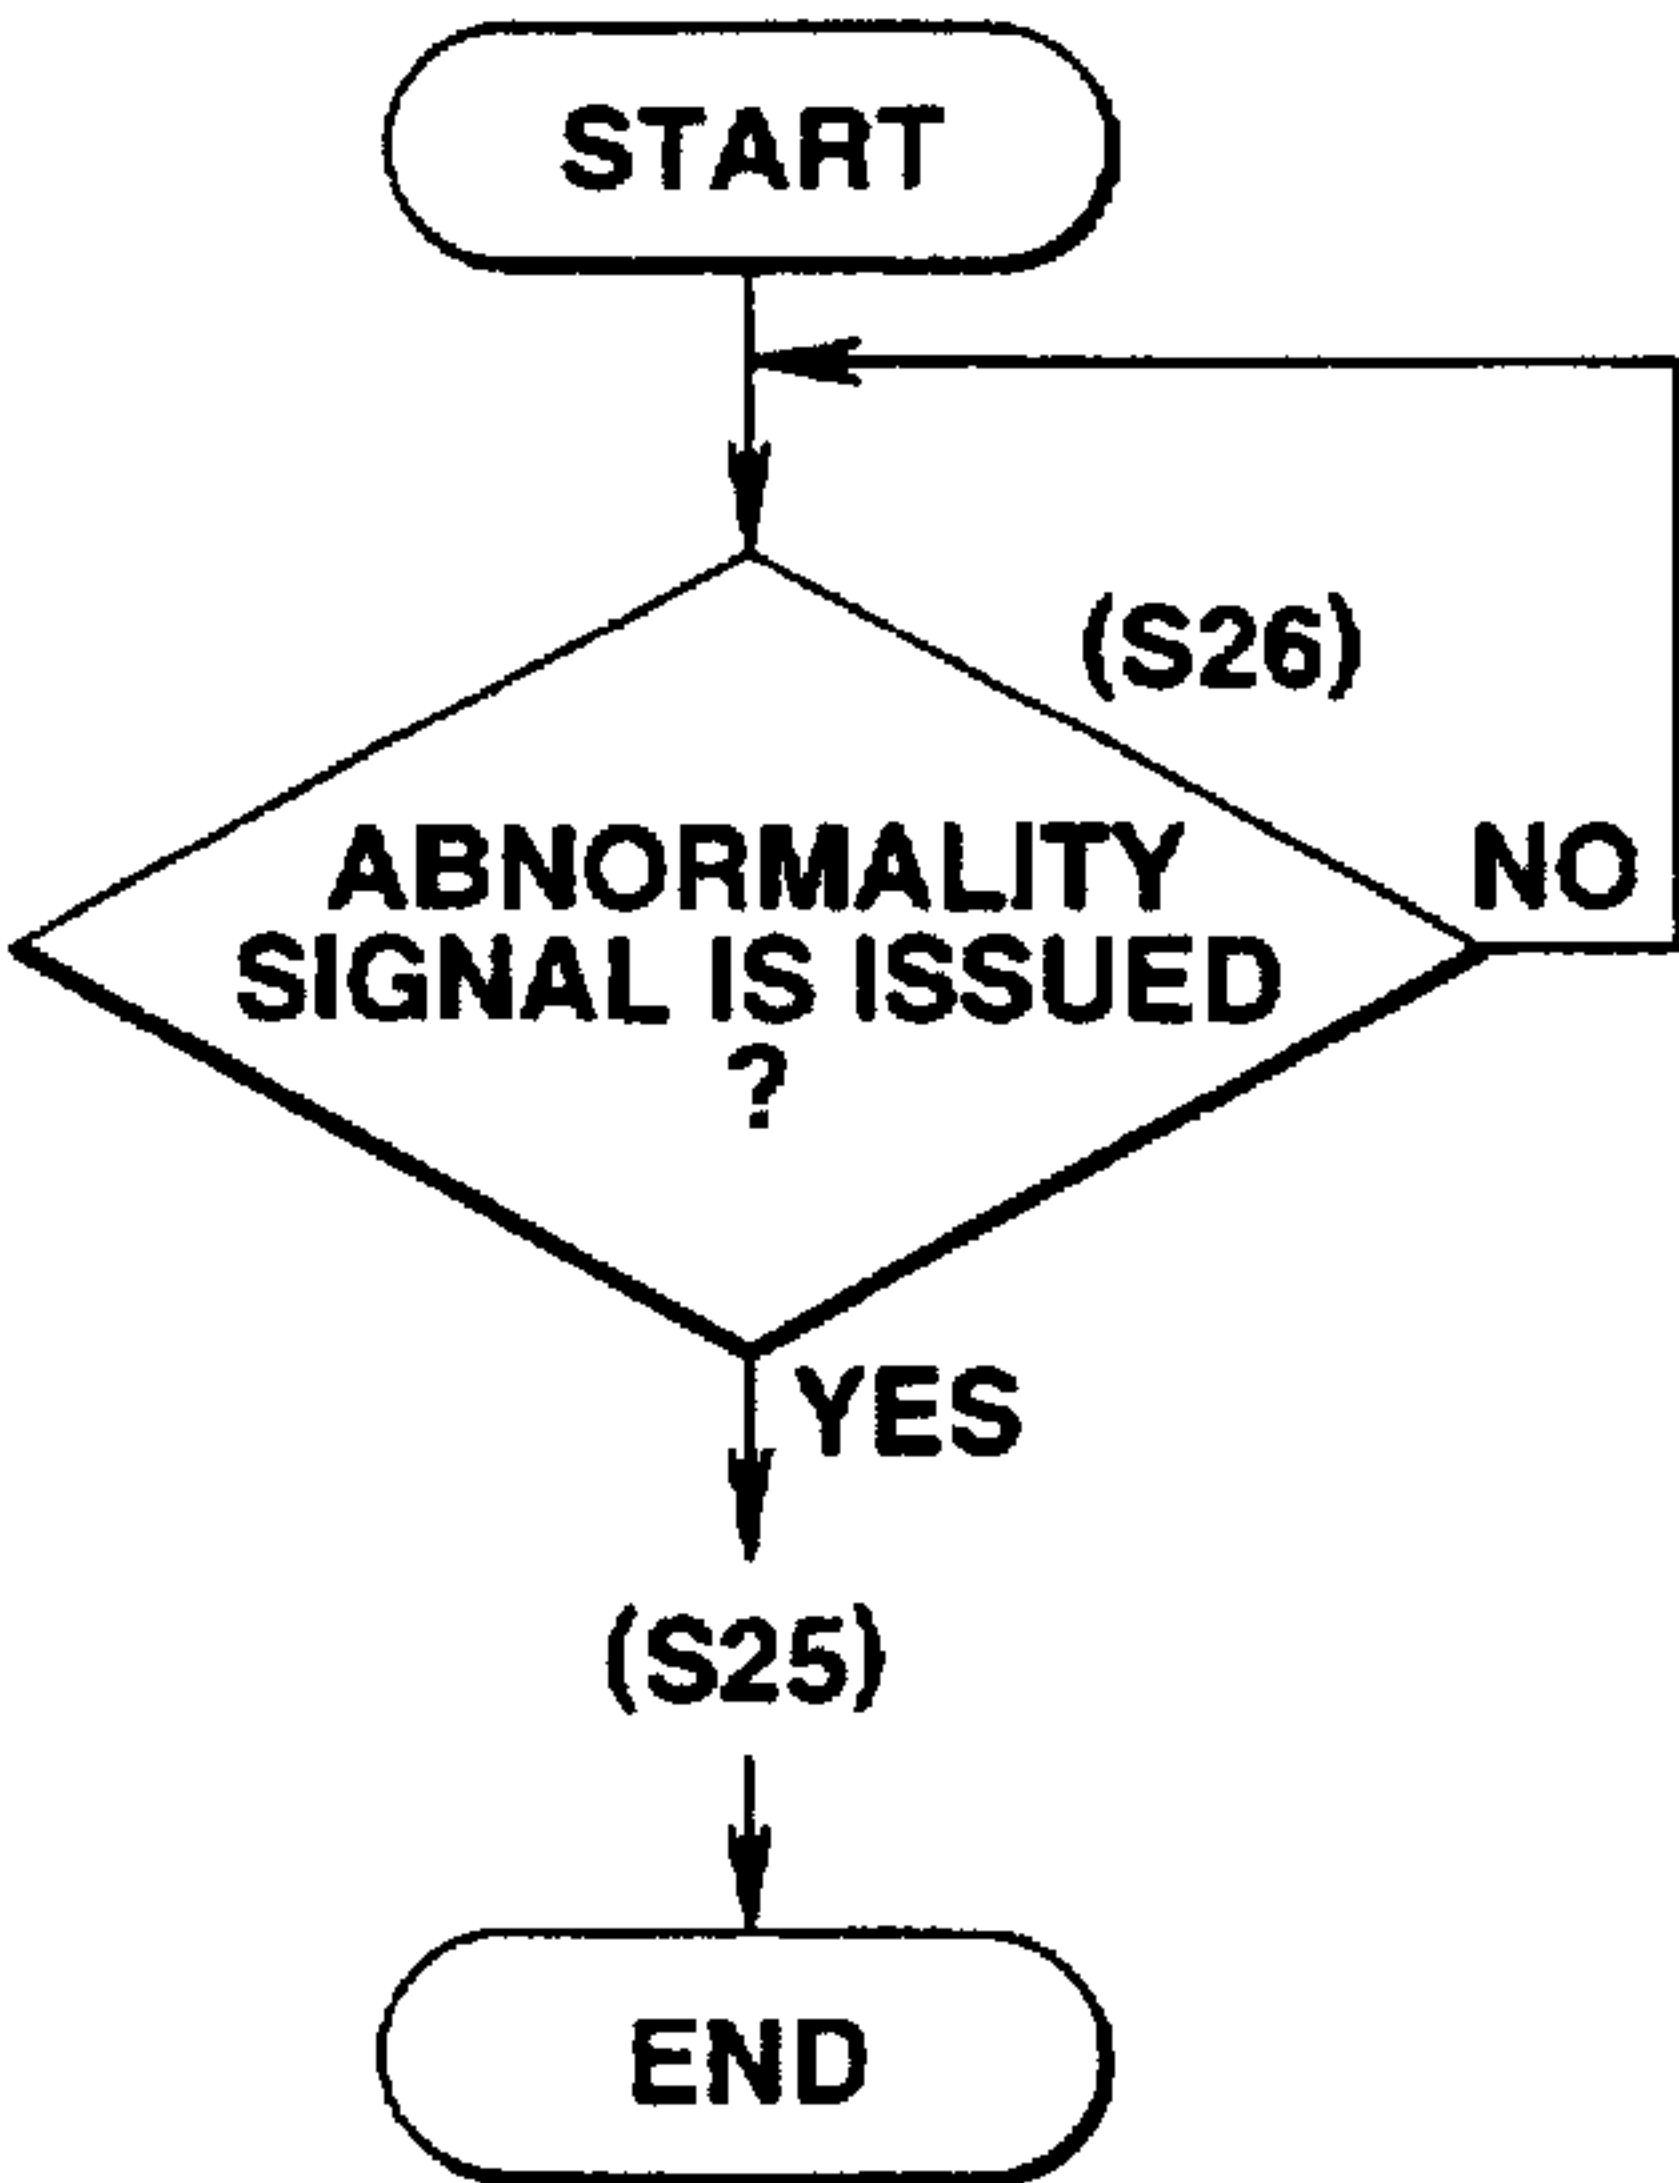 START
(S26)
ABNORMALITY
SIGNAL IS ISSUED
?
NO
YES
(S25)
END